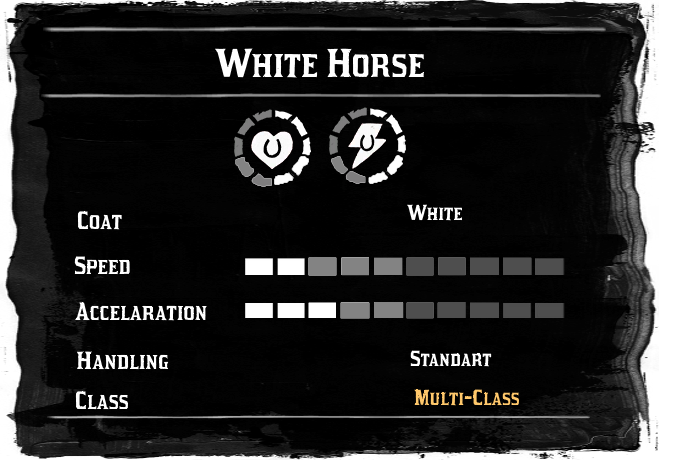 White Horse
Coat White
Speed
Accelaration
Handling Standart
Class Multi-Class